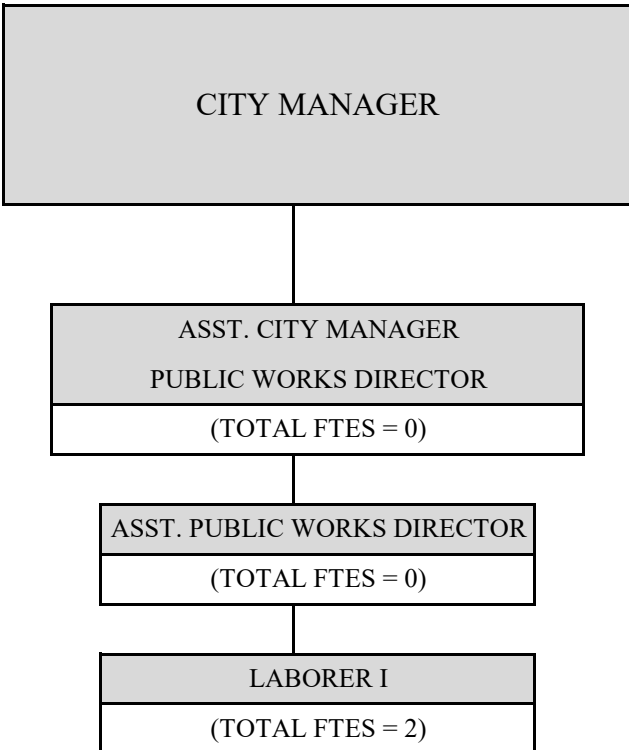 CITY MANAGER
ASST. CITY MANAGER
PUBLIC WORKS DIRECTOR
(TOTAL FTES = 0)
ASST. PUBLIC WORKS DIRECTOR
(TOTAL FTES = 0)
LABORER I
(TOTAL FTES = 2)